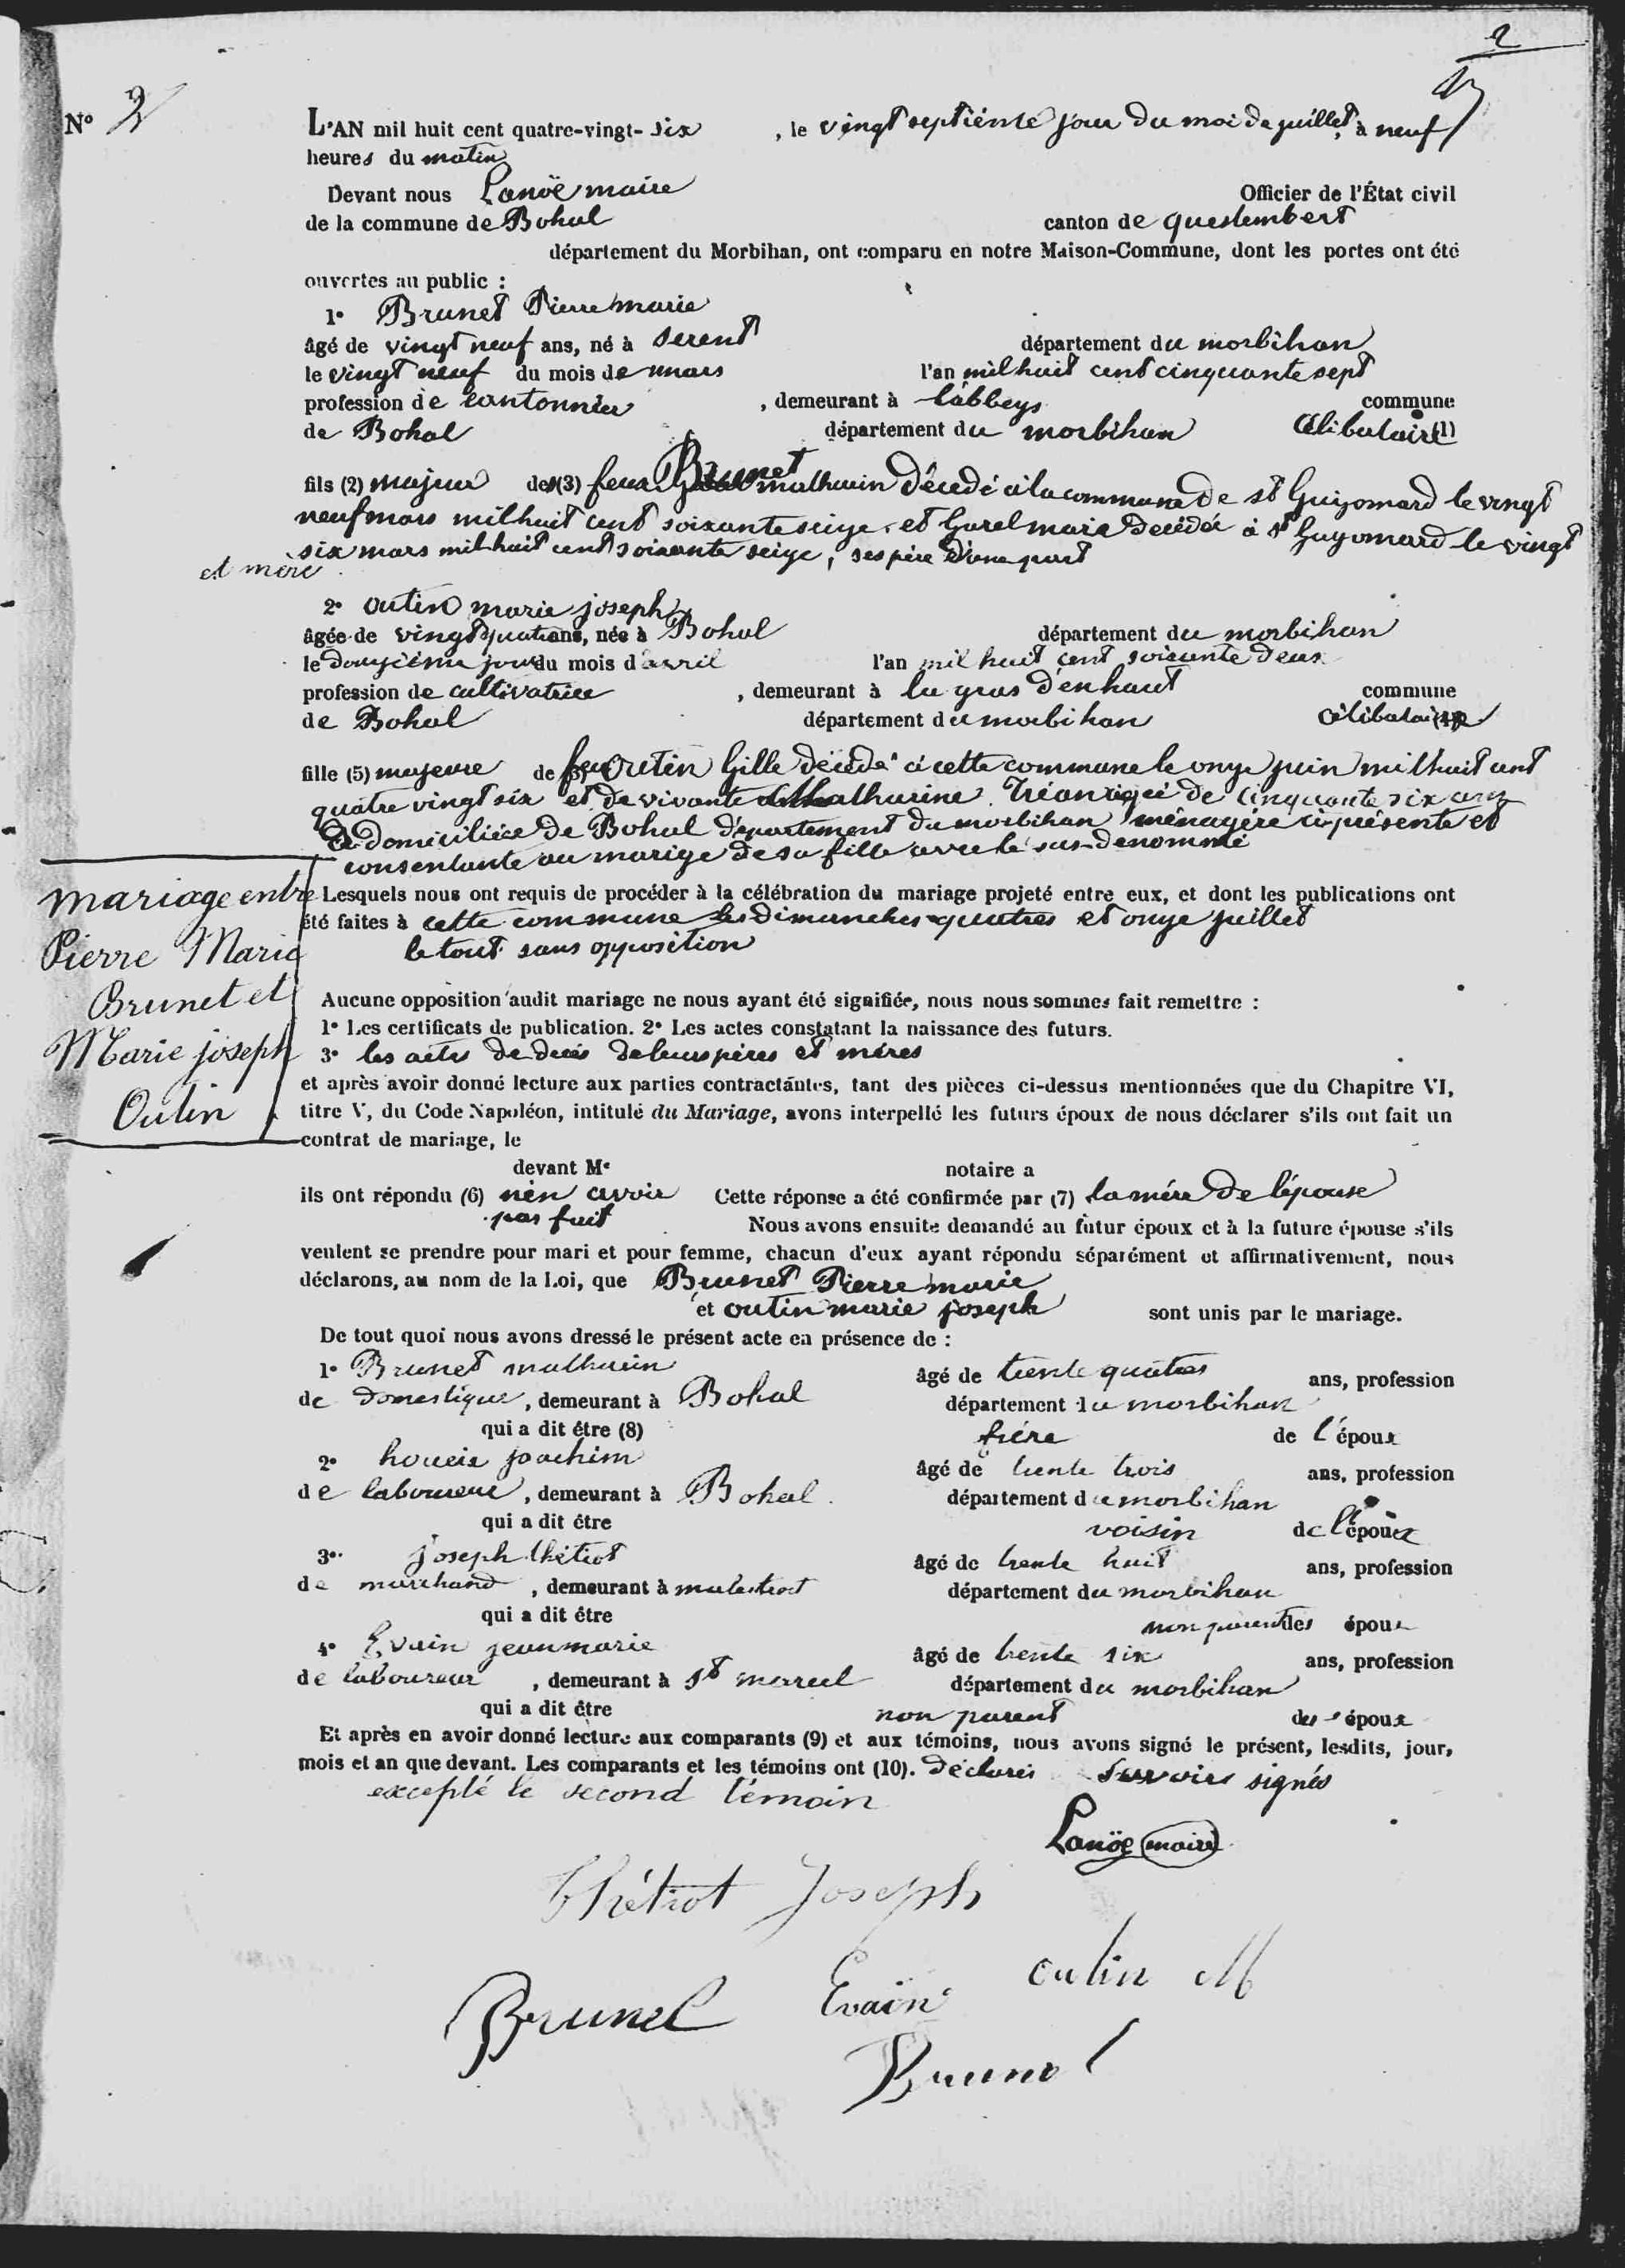 2
N° 2
L'AN mil huit cent quatre-vingt-six , le vingt septième jour du moi de juillet, à neuf
heures du matin
Devant nous Lanoë maire Officier de l'État civil
de la commune de Bohal canton de questembert
département du Morbihan, ont comparu en notre Maison-Commune, dont les portes ont été
ouvertes au public :
1° Brunet Pierre marie
âgé de vingt neuf ans, né à serent département du morbihan
le vingt neuf du mois de mars l'an mil huit cent cinquante sept
profession de cantonnier , demeurant à l'abbeys commune
de Bohal département du morbihan Célibataire (1)
fils (2) majeur des (3) feux Brunet mathurin décédé à la commune de st Guyomard le vingt
neuf mars mil huit cent soixante seize, et Gurel marie décédée à st Guyomard le vingt
six mars mil huit cent soixante seize, ses père d'une part
et mère
2° outin marie joseph
âgée de vingt quatre ans, née à Bohal département du morbihan
le douzième jour du mois d'avril l'an mil huit cent soixante deux
profession de cultivatrice , demeurant à la gras d'en haut commune
de Bohal département du morbihan célibataire
fille (5) majeure de (3) feu Outin Gille décédé à cette commune le onze juin mil huit cent
quatre vingt six et de vivante Mathurine Tréan agée de cinquante six ans
domiciliée de Bohal département du morbihan ménagère ci présente et
consentante au marige de sa fille avec le sus-denommé
mariage entre
Pierre Marie
Brunet et
Marie joseph
Outin
Lesquels nous ont requis de procéder à la célébration du mariage projeté entre eux, et dont les publications ont
été faites à cette commune les dimanches quatres et onze juillet
le tout sans opposition
Aucune opposition audit mariage ne nous ayant été signifiée, nous nous sommes fait remettre :
1° Les certificats de publication. 2° Les actes constatant la naissance des futurs.
3° les actes de decès de leurs pères et mères
et après avoir donné lecture aux parties contractantes, tant des pièces ci-dessus mentionnées que du Chapitre VI,
titre V, du Code Napoléon, intitulé du Mariage, avons interpellé les futurs époux de nous déclarer s'ils ont fait un
contrat de mariage, le
devant Me notaire a
ils ont répondu (6) n'en avoir Cette réponse a été confirmée par (7) la mère de l'épouse
pas fait Nous avons ensuite demandé au futur époux et à la future épouse s'ils
veulent se prendre pour mari et pour femme, chacun d'eux ayant répondu séparément et affirmativement, nous
déclarons, au nom de la Loi, que Brunet Pierre marie
et outin marie joseph sont unis par le mariage.
De tout quoi nous avons dressé le présent acte en présence de :
1° Brunet mathurin âgé de trente quatres ans, profession
de domestique , demeurant à Bohal département du morbihan
qui a dit être (8) frére de l'époux
2° houeix joachim âgé de trente trois ans, profession
de laboureur , demeurant à Bohal département du morbihan
qui a dit être voisin de l'époux
3° joseph thétiot âgé de trente huit ans, profession
de marchand , demeurant à malestroit département du morbihan
qui a dit être non parent des époux
4° Evain jean marie âgé de trente six ans, profession
de laboureur , demeurant à st marcel département du morbihan
qui a dit être non parent des époux
Et après en avoir donné lecture aux comparants (9) et aux témoins, nous avons signé le présent, lesdits, jour,
mois et an que devant. Les comparants et les témoins ont (10). déclarés savoirs signés
excepté le second témoin
Lanöe maire
Thétiot Joseph
outin M
Brunet Evain
Brunet